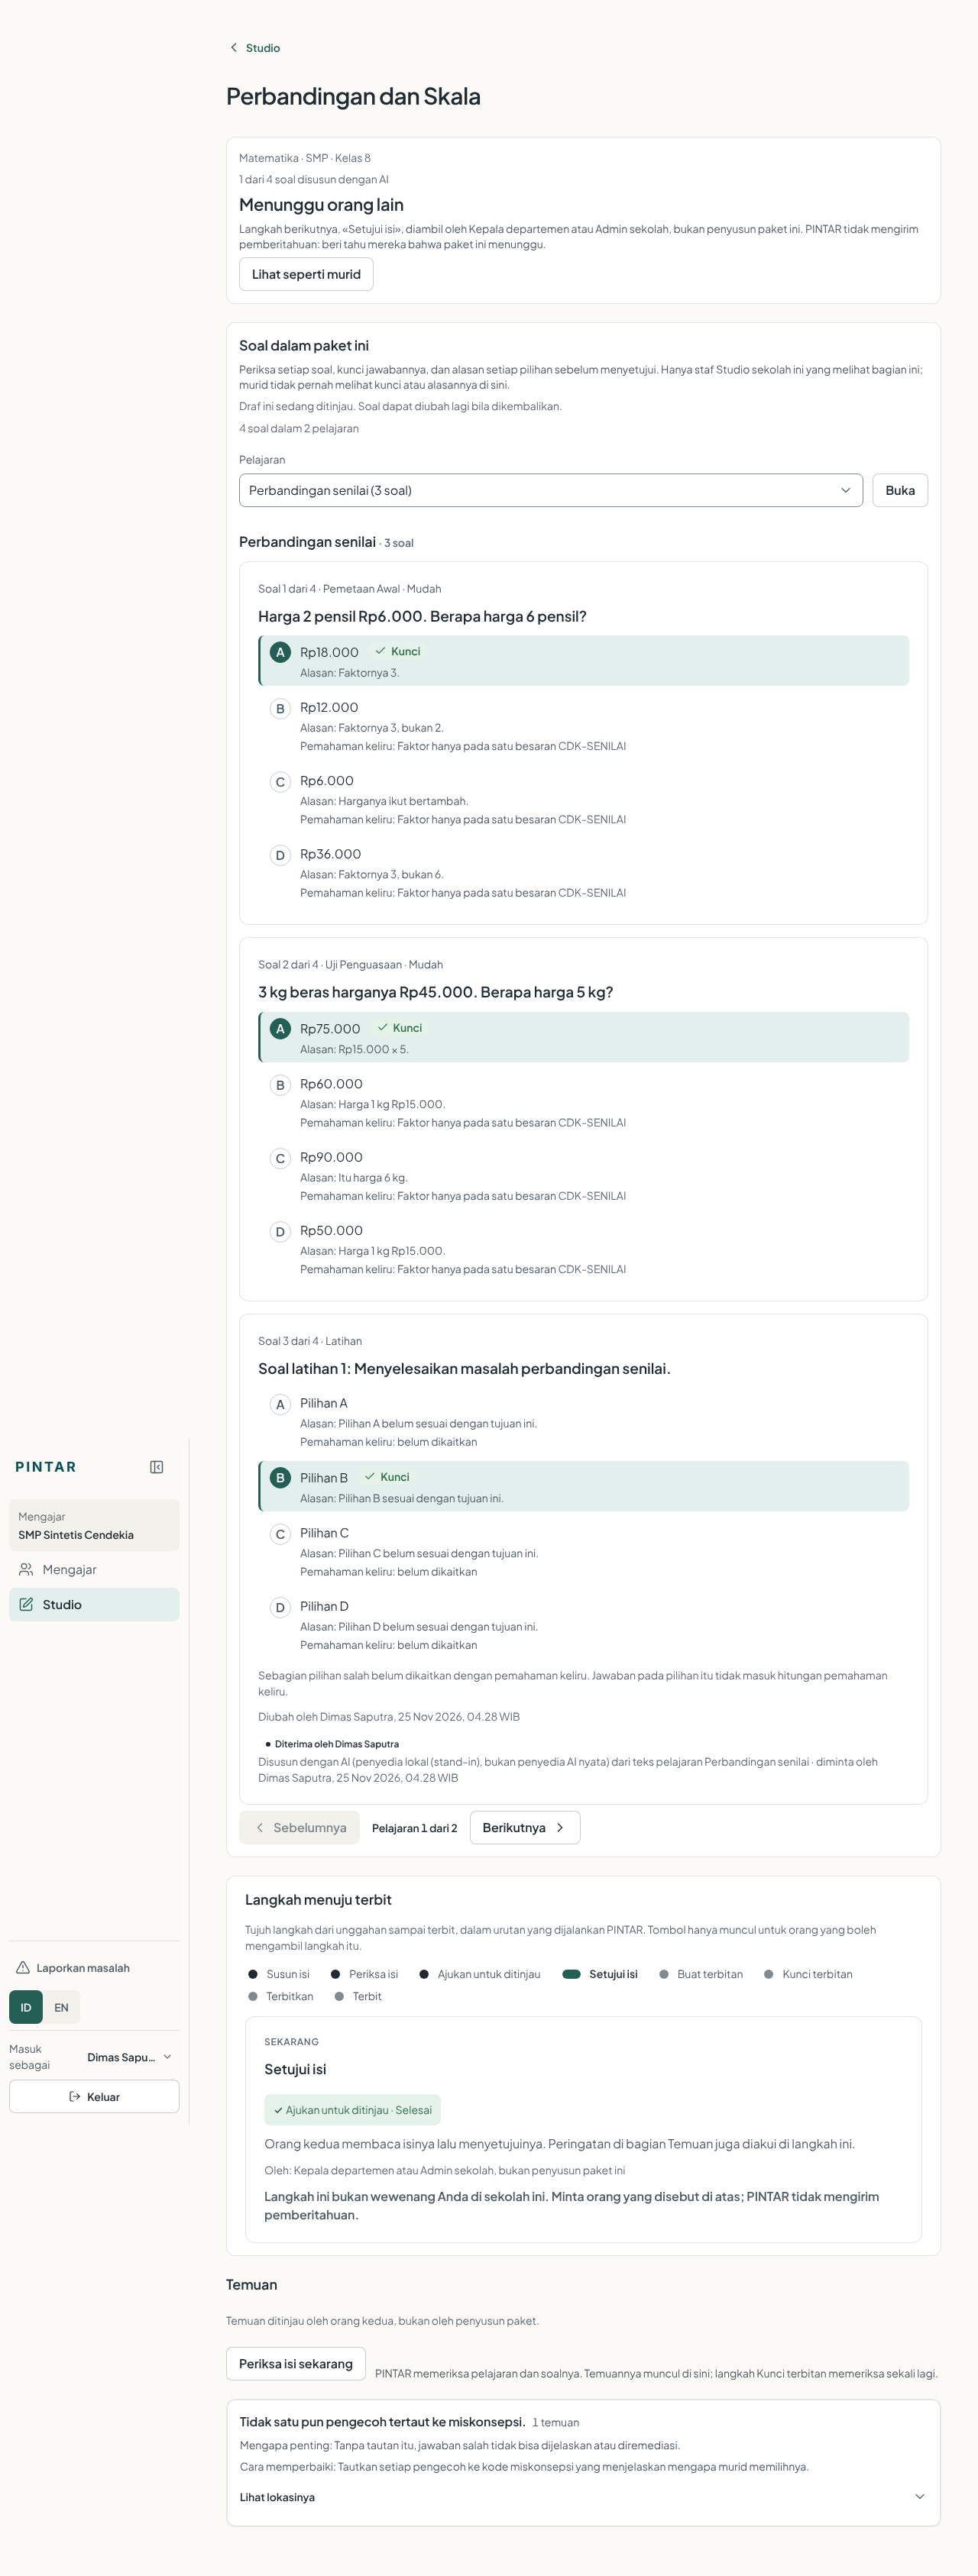 Studio
Perbandingan dan Skala
Matematika · SMP · Kelas 8
1 dari 4 soal disusun dengan AI
Menunggu orang lain
Langkah berikutnya, «Setujui isi», diambil oleh Kepala departemen atau Admin sekolah, bukan penyusun paket ini. PINTAR tidak mengirim
pemberitahuan: beri tahu mereka bahwa paket ini menunggu.
Lihat seperti murid
Soal dalam paket ini
Periksa setiap soal, kunci jawabannya, dan alasan setiap pilihan sebelum menyetujui. Hanya staf Studio sekolah ini yang melihat bagian ini;
murid tidak pernah melihat kunci atau alasannya di sini.
Draf ini sedang ditinjau. Soal dapat diubah lagi bila dikembalikan.
4 soal dalam 2 pelajaran
Pelajaran
Perbandingan senilai (3 soal)
Buka
Perbandingan senilai · 3 soal
Soal 1 dari 4 · Pemetaan Awal · Mudah
Harga 2 pensil Rp6.000. Berapa harga 6 pensil?
A Rp18.000 Kunci
Alasan: Faktornya 3.
B Rp12.000
Alasan: Faktornya 3, bukan 2.
Pemahaman keliru: Faktor hanya pada satu besaran CDK-SENILAI
C Rp6.000
Alasan: Harganya ikut bertambah.
Pemahaman keliru: Faktor hanya pada satu besaran CDK-SENILAI
D Rp36.000
Alasan: Faktornya 3, bukan 6.
Pemahaman keliru: Faktor hanya pada satu besaran CDK-SENILAI
Soal 2 dari 4 · Uji Penguasaan · Mudah
3 kg beras harganya Rp45.000. Berapa harga 5 kg?
A Rp75.000 Kunci
Alasan: Rp15.000 × 5.
B Rp60.000
Alasan: Harga 1 kg Rp15.000.
Pemahaman keliru: Faktor hanya pada satu besaran CDK-SENILAI
C Rp90.000
Alasan: Itu harga 6 kg.
Pemahaman keliru: Faktor hanya pada satu besaran CDK-SENILAI
D Rp50.000
Alasan: Harga 1 kg Rp15.000.
Pemahaman keliru: Faktor hanya pada satu besaran CDK-SENILAI
Soal 3 dari 4 · Latihan
Soal latihan 1: Menyelesaikan masalah perbandingan senilai.
A Pilihan A
Alasan: Pilihan A belum sesuai dengan tujuan ini.
Pemahaman keliru: belum dikaitkan
B Pilihan B Kunci
Alasan: Pilihan B sesuai dengan tujuan ini.
C Pilihan C
Alasan: Pilihan C belum sesuai dengan tujuan ini.
Pemahaman keliru: belum dikaitkan
D Pilihan D
Alasan: Pilihan D belum sesuai dengan tujuan ini.
Pemahaman keliru: belum dikaitkan
Sebagian pilihan salah belum dikaitkan dengan pemahaman keliru. Jawaban pada pilihan itu tidak masuk hitungan pemahaman
keliru.
Diubah oleh Dimas Saputra, 25 Nov 2026, 04.28 WIB
Diterima oleh Dimas Saputra
Disusun dengan AI (penyedia lokal (stand-in), bukan penyedia AI nyata) dari teks pelajaran Perbandingan senilai · diminta oleh
Dimas Saputra, 25 Nov 2026, 04.28 WIB
Sebelumnya
Pelajaran 1 dari 2
Berikutnya
PINTAR
Mengajar
SMP Sintetis Cendekia
Mengajar
Studio
Laporkan masalah
ID EN
Masuk
sebagai
Dimas Sapu...
Keluar
Langkah menuju terbit
Tujuh langkah dari unggahan sampai terbit, dalam urutan yang dijalankan PINTAR. Tombol hanya muncul untuk orang yang boleh
mengambil langkah itu.
Susun isi Periksa isi Ajukan untuk ditinjau Setujui isi Buat terbitan Kunci terbitan
Terbitkan Terbit
SEKARANG
Setujui isi
Ajukan untuk ditinjau · Selesai
Orang kedua membaca isinya lalu menyetujuinya. Peringatan di bagian Temuan juga diakui di langkah ini.
Oleh: Kepala departemen atau Admin sekolah, bukan penyusun paket ini
Langkah ini bukan wewenang Anda di sekolah ini. Minta orang yang disebut di atas; PINTAR tidak mengirim
pemberitahuan.
Temuan
Temuan ditinjau oleh orang kedua, bukan oleh penyusun paket.
Periksa isi sekarang
PINTAR memeriksa pelajaran dan soalnya. Temuannya muncul di sini; langkah Kunci terbitan memeriksa sekali lagi.
Tidak satu pun pengecoh tertaut ke miskonsepsi. 1 temuan
Mengapa penting: Tanpa tautan itu, jawaban salah tidak bisa dijelaskan atau diremediasi.
Cara memperbaiki: Tautkan setiap pengecoh ke kode miskonsepsi yang menjelaskan mengapa murid memilihnya.
Lihat lokasinya